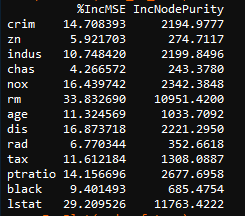 %IncMSE IncNodePurity
crim 14.708393 2194.9777
zn 5.921703 274.7117
indus 10.748420 2199.8496
chas 4.266572 243.3780
nox 16.439742 2342.3848
rm 33.832690 10951.4200
age 11.324569 1033.7092
dis 16.873718 2221.2950
rad 6.770344 352.6618
tax 11.612184 1308.0887
ptratio 14.156696 2677.6958
black 9.401493 685.4754
lstat 29.209526 11763.4222